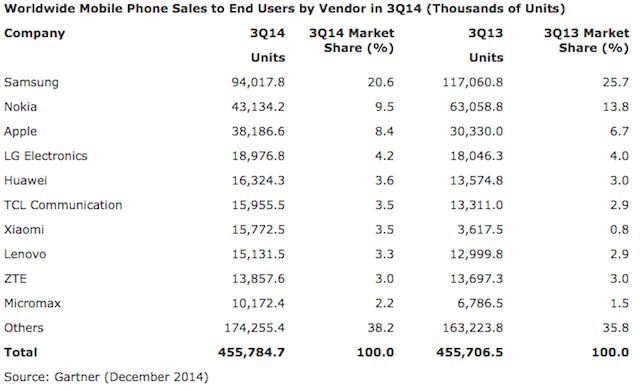 Worldwide Mobile Phone Sales to End Users by Vendor in 3Q14 (Thousands of Units)
Company 3Q14 Units 3Q14 Market Share (%) 3Q13 Units 3Q13 Market Share (%)
Samsung 94,017.8 20.6 117,060.8 25.7
Nokia 43,134.2 9.5 63,058.8 13.8
Apple 38,186.6 8.4 30,330.0 6.7
LG Electronics 18,976.8 4.2 18,046.3 4.0
Huawei 16,324.3 3.6 13,574.8 3.0
TCL Communication 15,955.5 3.5 13,311.0 2.9
Xiaomi 15,772.5 3.5 3,617.5 0.8
Lenovo 15,131.5 3.3 12,999.8 2.9
ZTE 13,857.6 3.0 13,697.3 3.0
Micromax 10,172.4 2.2 6,786.5 1.5
Others 174,255.4 38.2 163,223.8 35.8
Total 455,784.7 100.0 455,706.5 100.0
Source: Gartner (December 2014)